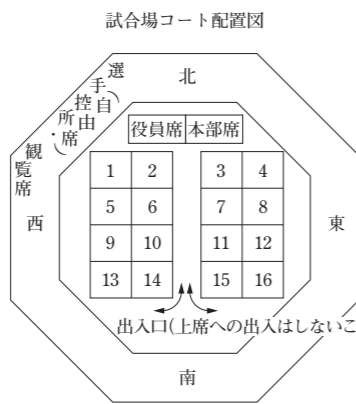 試合場コート配置図
北
選手控所・観覧席
(自由席)
役員席 本部席
1 2 3 4
5 6 7 8
西 東
9 10 11 12
13 14 15 16
出入口(上席への出入はしないこ
南